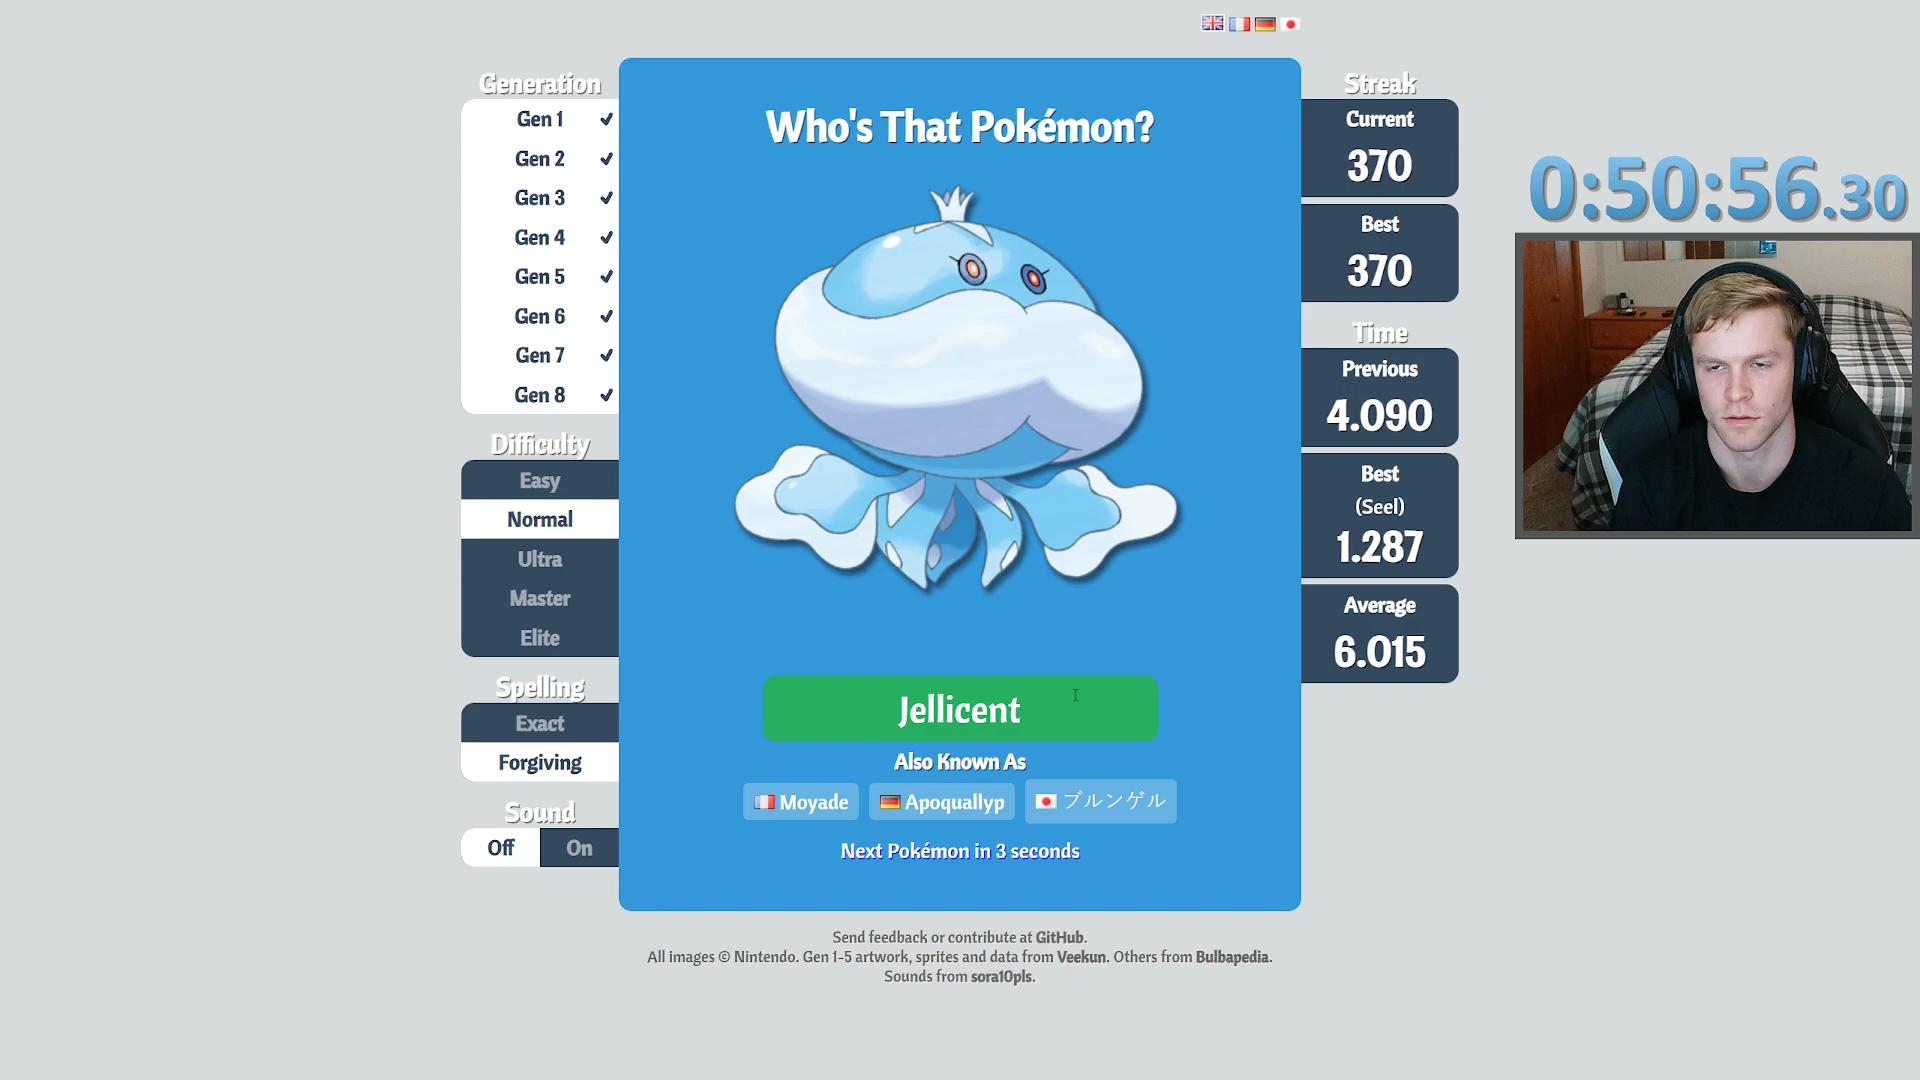 Generation
Gen 1
Gen 2
Gen 3
Gen 4
Gen 5
Gen 6
Gen 7
Gen 8
Difficulty
Easy
Normal
Ultra
Master
Elite
Spelling
Exact
Forgiving
Sound
Off On
Who's That Pokémon?
Jellicent
Also Known As
Moyade Apoquallyp ブルンゲル
Next Pokémon in 3 seconds
Streak
Current
370
Best
370
Time
Previous
4.090
Best
(Seel)
1.287
Average
6.015
0:50:56.30
Send feedback or contribute at GitHub.
All images © Nintendo. Gen 1-5 artwork, sprites and data from Veekun. Others from Bulbapedia.
Sounds from sora10pls.